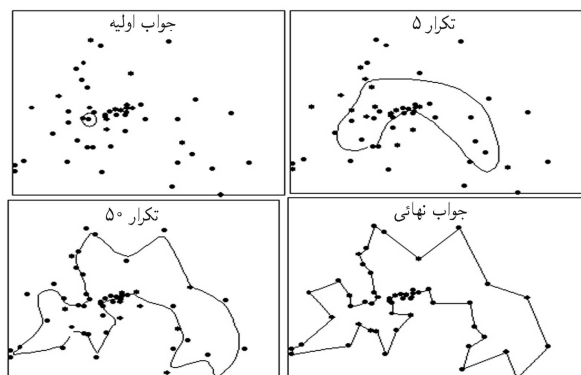 جواب اولیه
تکرار ۵
تکرار ۵۰
جواب نهائی